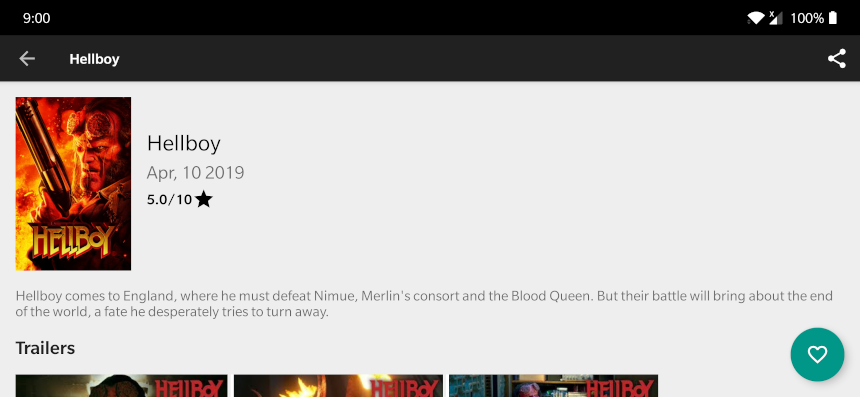 9:00
x
100%
Hellboy
Hellboy
Apr, 10 2019
5.0/10
HELLBOY
Hellboy comes to England, where he must defeat Nimue, Merlin's consort and the Blood Queen. But their battle will bring about the end
of the world, a fate he desperately tries to turn away.
Trailers
HELLBOY
HELLBOY
HELLBOY